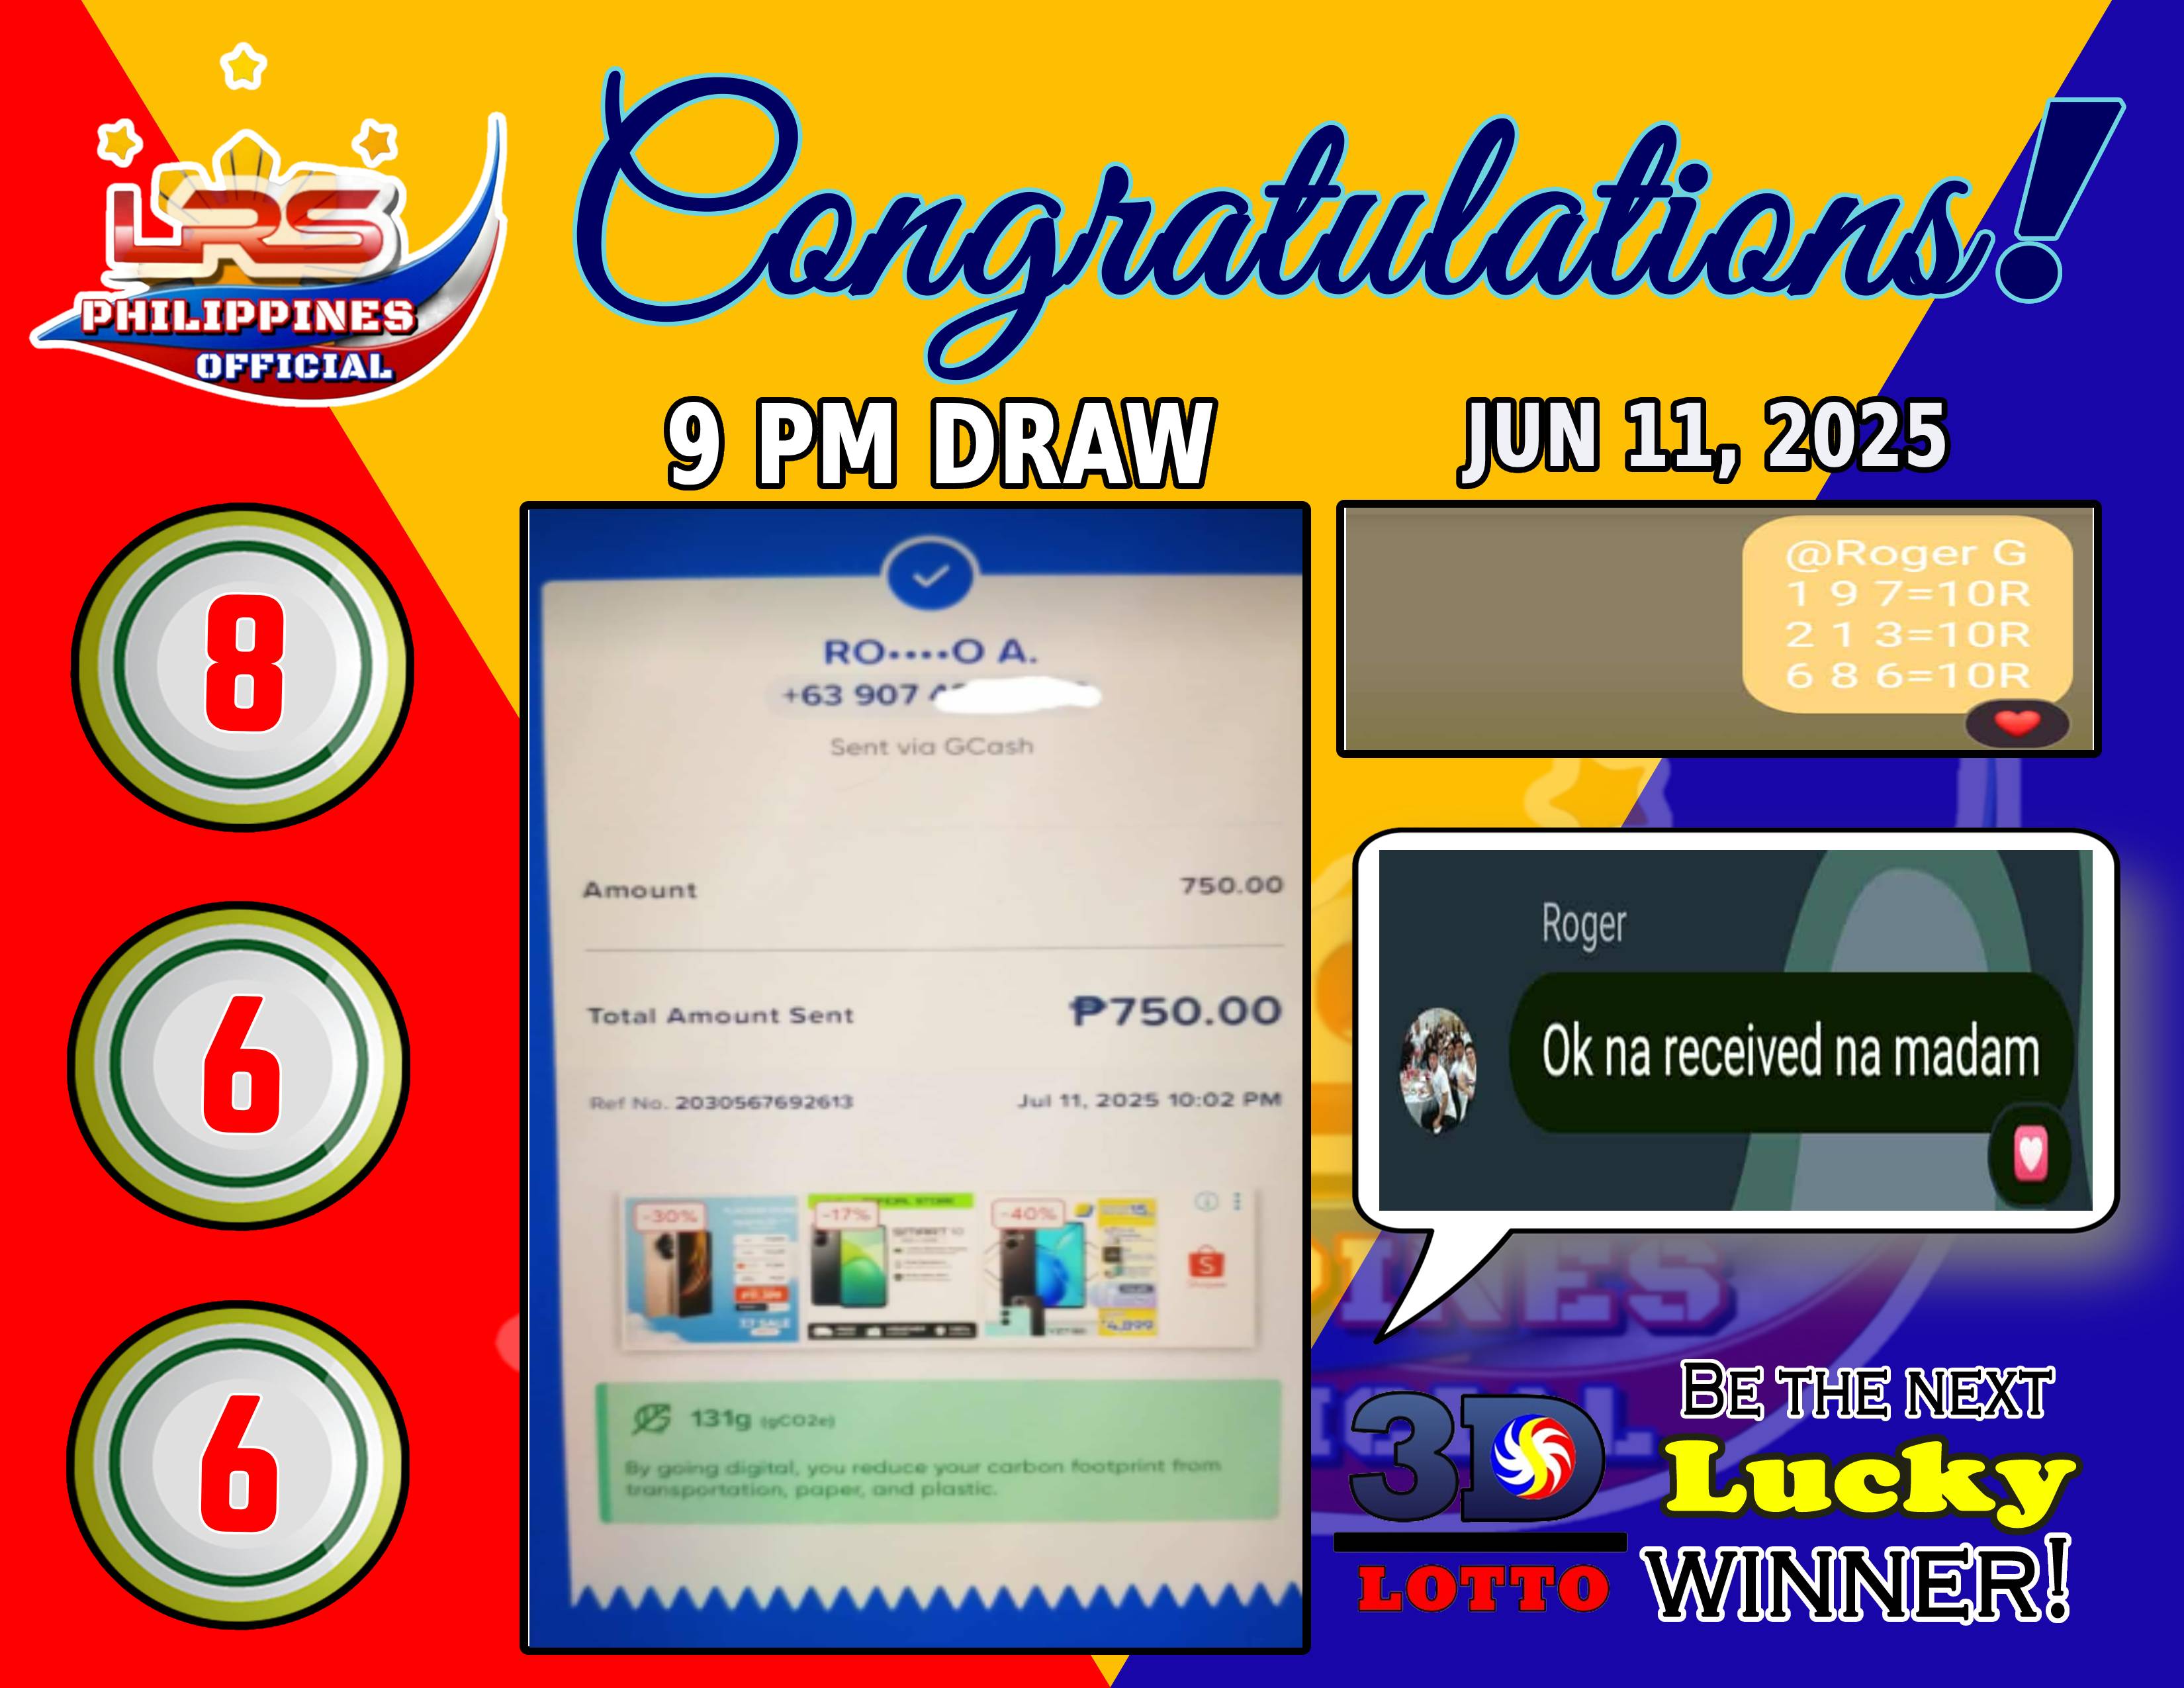 LRS
PHILIPPINES
OFFICIAL
Congratulations!
9 PM DRAW
JUN 11, 2025
8
6
6
RO••••O A.
+63 907
Sent via GCash
Amount 750.00
Total Amount Sent ₱750.00
Ref No. 2030567692613 Jul 11, 2025 10:02 PM
-30%
-17%
-40%
131g (gCO2e)
By going digital, you reduce your carbon footprint from
transportation, paper, and plastic.
@Roger G
1 9 7=10R
2 1 3=10R
6 8 6=10R
Roger
Ok na received na madam
3D
LOTTO
BE THE NEXT
Lucky
WINNER!